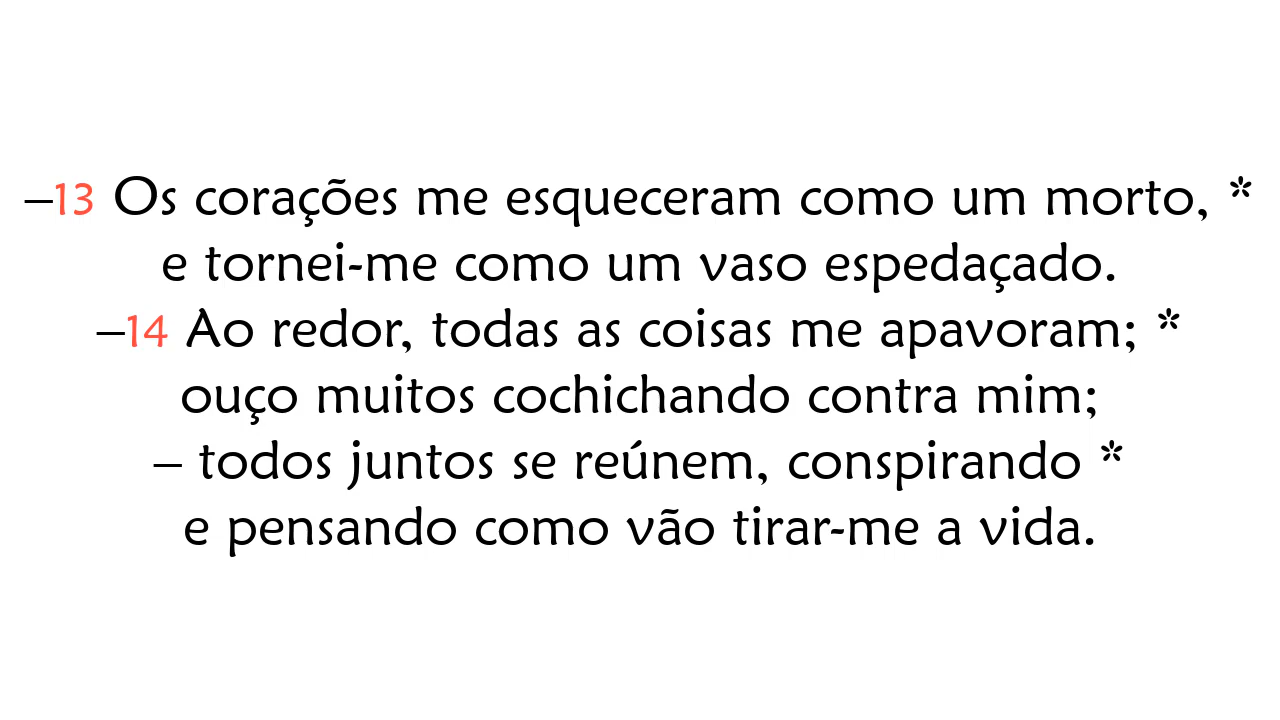 –13 Os corações me esqueceram como um morto, *
e tornei-me como um vaso espedaçado.
–14 Ao redor, todas as coisas me apavoram; *
ouço muitos cochichando contra mim;
– todos juntos se reúnem, conspirando *
e pensando como vão tirar-me a vida.